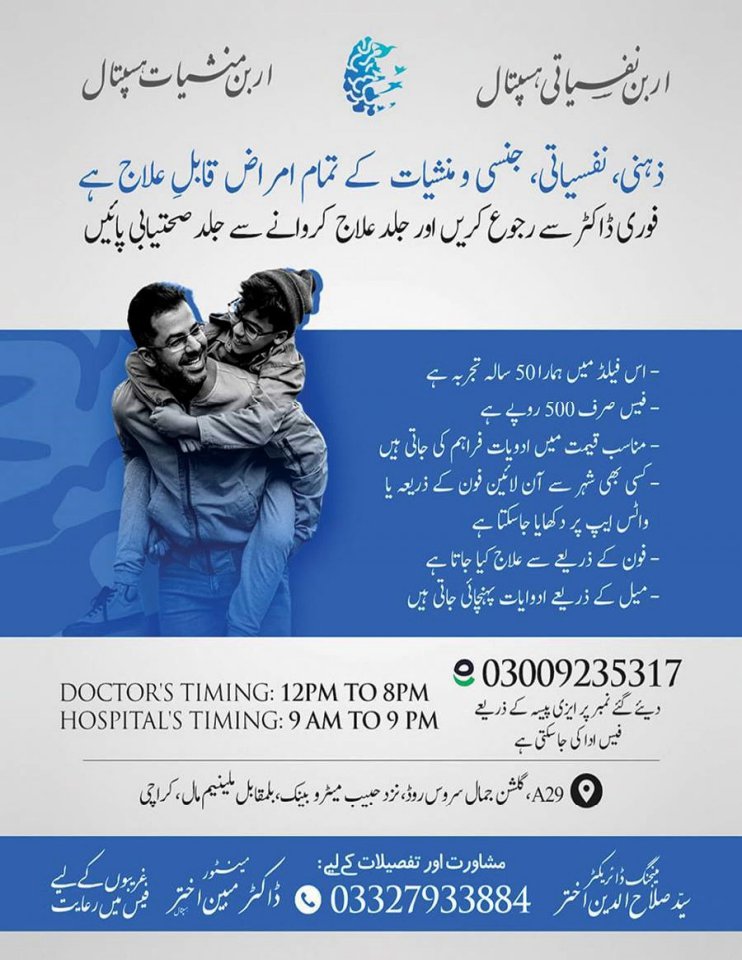 اربن نفسیاتی ہسپتال
اربن منشیات ہسپتال
ذہنی، نفسیاتی، جنسی و منشیات کے تمام امراض قابلِ علاج ہے
فوری ڈاکٹر سے رجوع کریں اور جلد علاج کروانے سے جلد صحتیابی پائیں
- اس فیلڈ میں ہمارا 50 سالہ تجربہ ہے
- فیس صرف 500 روپے ہے
- مناسب قیمت میں ادویات فراہم کی جاتی ہیں
- کسی بھی شہر سے آن لائین فون کے ذریعہ یا
واٹس ایپ پر دکھایا جاسکتا ہے
- فون کے ذریعے سے علاج کیا جاتا ہے
- میل کے ذریعے ادوایات پہنچائی جاتی ہیں
03009235317
دیئے گئے نمبر پر ایزی پیسہ کے ذریعے
فیس ادا کی جاسکتی ہے
DOCTOR'S TIMING: 12PM TO 8PM
HOSPITAL'S TIMING: 9 AM TO 9 PM
A29، گلشن جمال سروس روڈ، نزد حبیب میٹرو بینک، بلمقابل ملینیم مال، کراچی
مینجنگ ڈائریکٹر
سیّد صلاح الدین اختر
مشاورت اور تفصیلات کے لیے:
03327933884
مینٹور
ڈاکٹر مبین اختر
غریبوں کے لیے
فیس میں رعایت